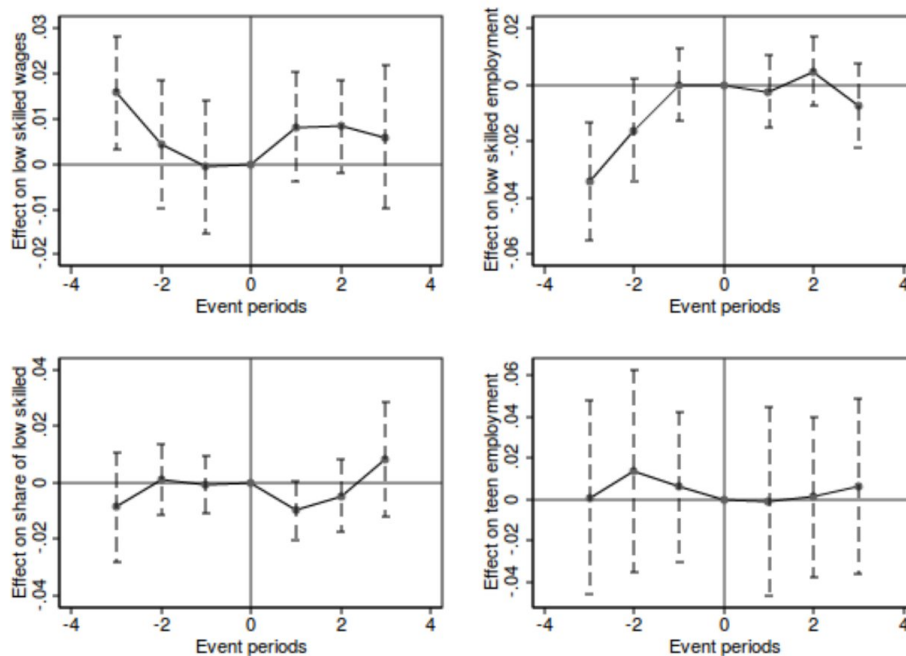 Effect on low skilled wages
.03
.02
.01
0
-.01
-.02
-4 -2 0 2 4
Event periods
Effect on low skilled employment
.02
0
-.02
-.04
-.06
-4 -2 0 2 4
Event periods
Effect on share of low skilled
.04
.02
0
-.02
-.04
-4 -2 0 2 4
Event periods
Effect on teen employment
.06
.04
.02
0
-.02
-.04
-4 -2 0 2 4
Event periods